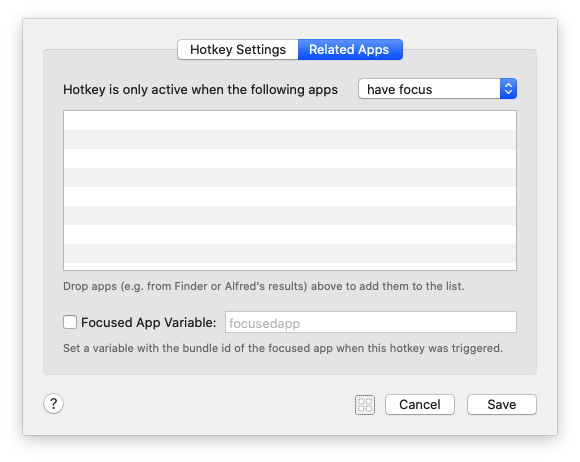 Hotkey Settings Related Apps
Hotkey is only active when the following apps have focus
Drop apps (e.g. from Finder or Alfred's results) above to add them to the list.
Focused App Variable: focusedapp
Set a variable with the bundle id of the focused app when this hotkey was triggered.
? Cancel Save